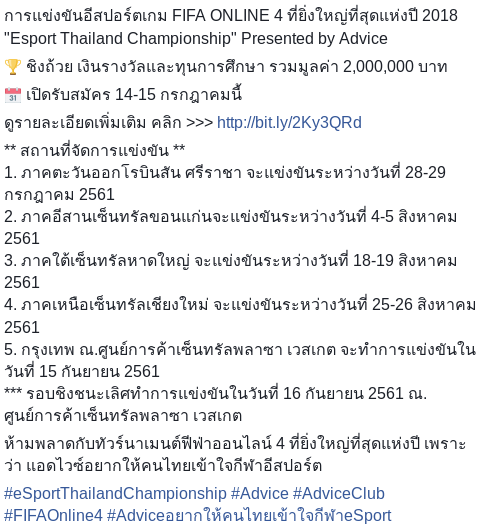 การแข่งขันอีสปอร์ตเกม FIFA ONLINE 4 ที่ยิ่งใหญ่ที่สุดแห่งปี 2018
"Esport Thailand Championship" Presented by Advice
🏆 ชิงถ้วย เงินรางวัลและทุนการศึกษา รวมมูลค่า 2,000,000 บาท
📅 เปิดรับสมัคร 14-15 กรกฎาคมนี้
ดูรายละเอียดเพิ่มเติม คลิก >>> http://bit.ly/2Ky3QRd
** สถานที่จัดการแข่งขัน **
1. ภาคตะวันออกโรบินสัน ศรีราชา จะแข่งขันระหว่างวันที่ 28-29
กรกฎาคม 2561
2. ภาคอีสานเซ็นทรัลขอนแก่นจะแข่งขันระหว่างวันที่ 4-5 สิงหาคม
2561
3. ภาคใต้เซ็นทรัลหาดใหญ่ จะแข่งขันระหว่างวันที่ 18-19 สิงหาคม
2561
4. ภาคเหนือเซ็นทรัลเชียงใหม่ จะแข่งขันระหว่างวันที่ 25-26 สิงหาคม
2561
5. กรุงเทพ ณ.ศูนย์การค้าเซ็นทรัลพลาซา เวสเกต จะทำการแข่งขันใน
วันที่ 15 กันยายน 2561
*** รอบชิงชนะเลิศทำการแข่งขันในวันที่ 16 กันยายน 2561 ณ.
ศูนย์การค้าเซ็นทรัลพลาซา เวสเกต
ห้ามพลาดกับทัวร์นาเมนต์ฟีฟ่าออนไลน์ 4 ที่ยิ่งใหญ่ที่สุดแห่งปี เพราะ
ว่า แอดไวซ์อยากให้คนไทยเข้าใจกีฬาอีสปอร์ต
#eSportThailandChampionship #Advice #AdviceClub
#FIFAOnline4 #Adviceอยากให้คนไทยเข้าใจกีฬาeSport